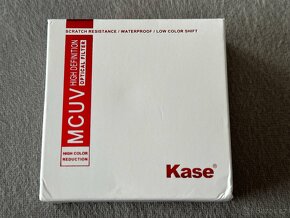 SCRATCH RESISTANCE / WATERPROOF / LOW COLOR SHIFT
MCUV
HIGH DEFINITION
OPTICAL FILTER
HIGH COLOR
REDUCTION
Kase®